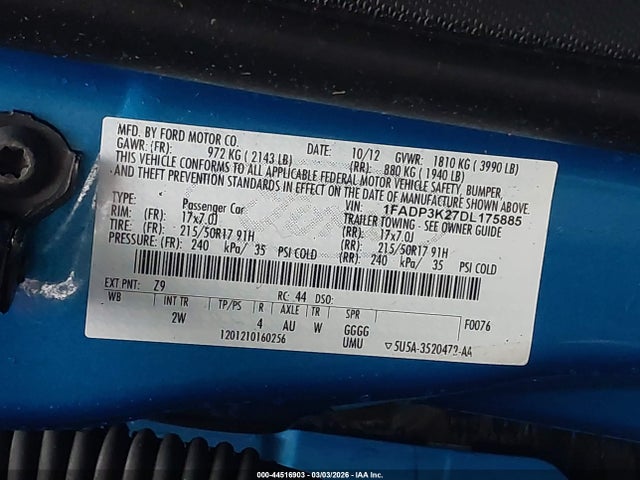 MFD. BY FORD MOTOR CO.
DATE: 10/12 GVWR: 1810 KG ( 3990 LB)
GAWR: (FR): 972 KG ( 2143 LB) (RR): 880 KG ( 1940 LB)
THIS VEHICLE CONFORMS TO ALL APPLICABLE FEDERAL MOTOR VEHICLE SAFETY, BUMPER,
AND THEFT PREVENTION STANDARDS IN EFFECT ON THE DATE OF MANUFACTURE SHOWN ABOVE.
VIN: 1FADP3K27DL175885
TYPE: Passenger Car TRAILER TOWING - SEE OWNER GUIDE
RIM: (FR): 17x7.0J (RR): 17x7.0J
TIRE: (FR): 215/50R17 91H (RR): 215/50R17 91H
PRESSURE: (FR): 240 kPa/ 35 PSI COLD (RR): 240 kPa/ 35 PSI COLD
EXT PNT: Z9 RC: 44 DSO: F0076
WB INT TR TP/PS R AXLE TR SPR
2W 4 AU W GGGG
UMU
1201210160256 ▽5U5A-3520472-AA
000-44516903 - 03/03/2026 - IAA Inc.